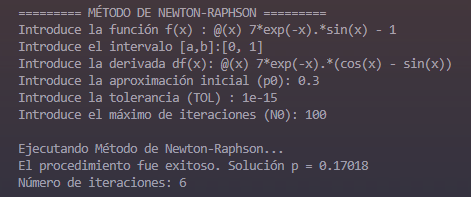 ========= MÉTODO DE NEWTON-RAPHSON =========
Introduce la función f(x) : @(x) 7*exp(-x).*sin(x) - 1
Introduce el intervalo [a,b]:[0, 1]
Introduce la derivada df(x): @(x) 7*exp(-x).*(cos(x) - sin(x))
Introduce la aproximación inicial (p0): 0.3
Introduce la tolerancia (TOL) : 1e-15
Introduce el máximo de iteraciones (N0): 100

Ejecutando Método de Newton-Raphson...
El procedimiento fue exitoso. Solución p = 0.17018
Número de iteraciones: 6